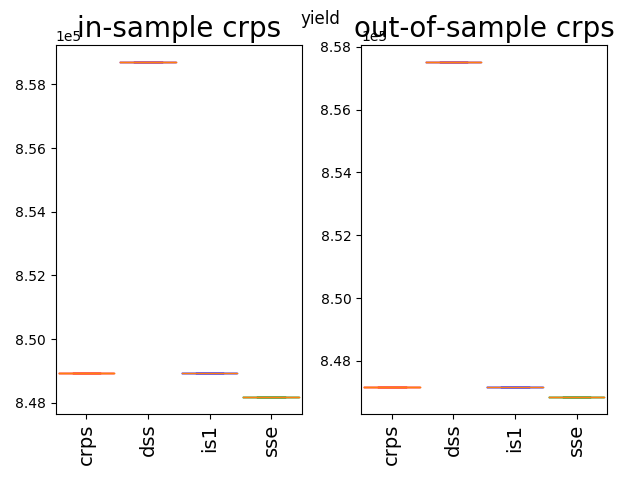 yield
in-sample crps
1e5
8.58
8.56
8.54
8.52
8.50
8.48
crps
dss
is1
sse
out-of-sample crps
1e5
8.58
8.56
8.54
8.52
8.50
8.48
crps
dss
is1
sse